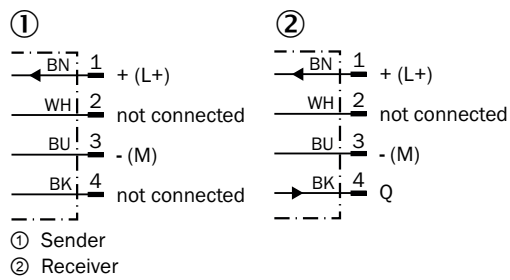 ① ②
BN 1 + (L+) BN 1 + (L+)
WH 2 not connected WH 2 not connected
BU 3 - (M) BU 3 - (M)
BK 4 not connected BK 4 Q
① Sender
② Receiver